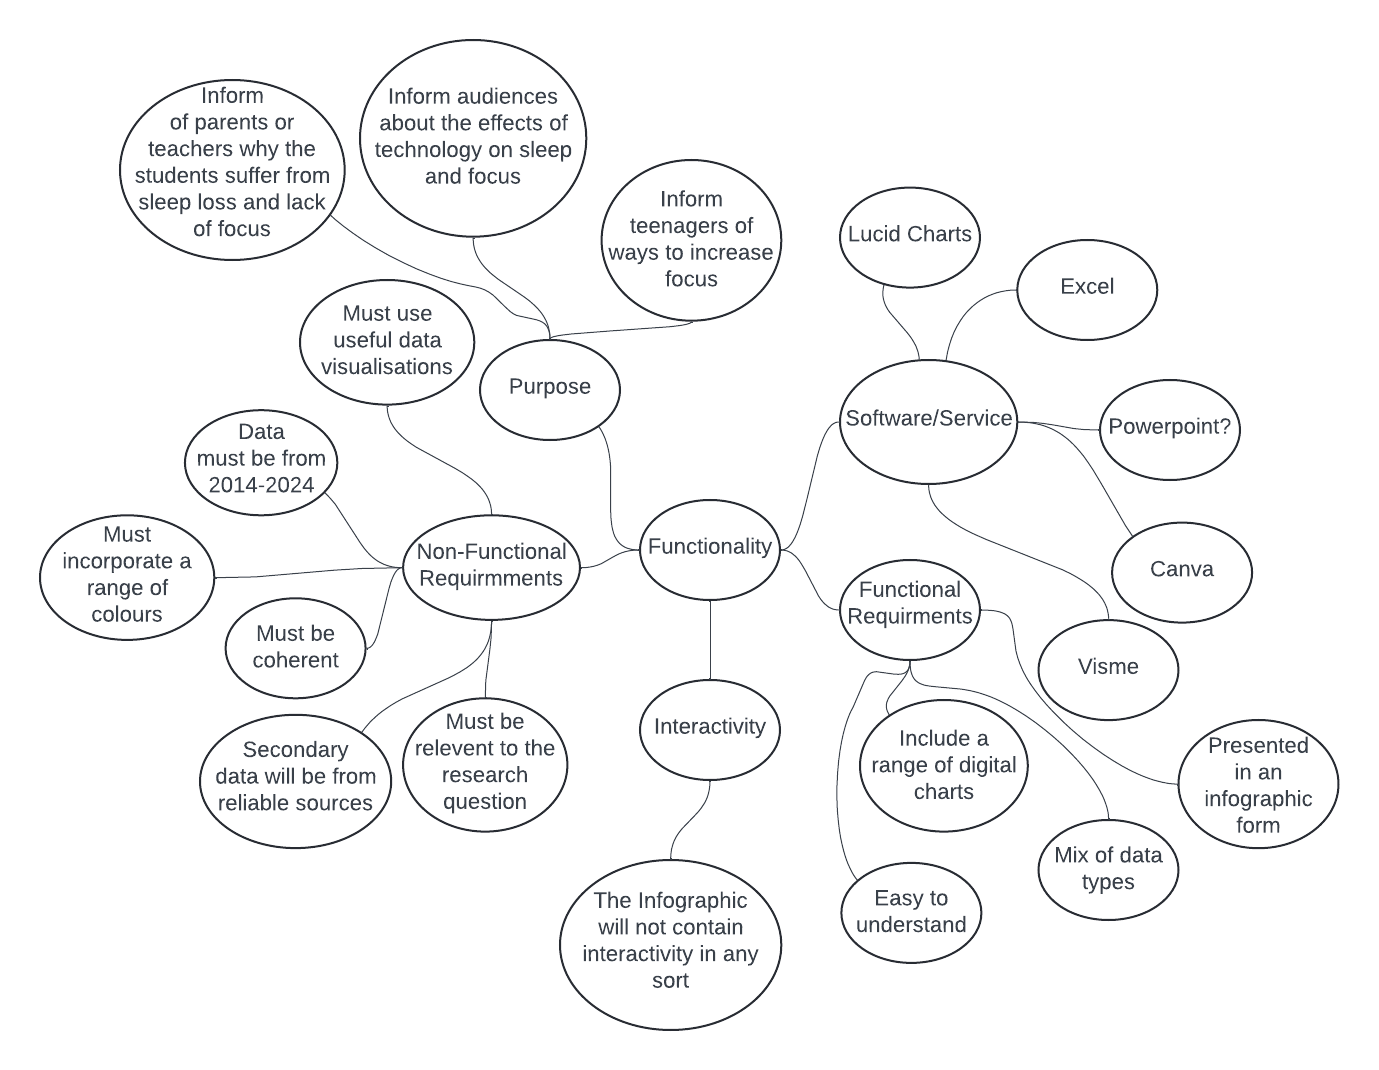 Inform
of parents or
teachers why the
students suffer from
sleep loss and lack
of focus
Inform audiences
about the effects of
technology on sleep
and focus
Inform
teenagers of
ways to increase
focus
Lucid Charts
Excel
Must use
useful data
visualisations
Purpose
Software/Service
Powerpoint?
Data
must be from
2014-2024
Must
incorporate a
range of
colours
Non-Functional
Requirmments
Functionality
Functional
Requirments
Canva
Must be
coherent
Visme
Secondary
data will be from
reliable sources
Must be
relevent to the
research
question
Interactivity
Include a
range of digital
charts
Presented
in an
infographic
form
Mix of data
types
Easy to
understand
The Infographic
will not contain
interactivity in any
sort